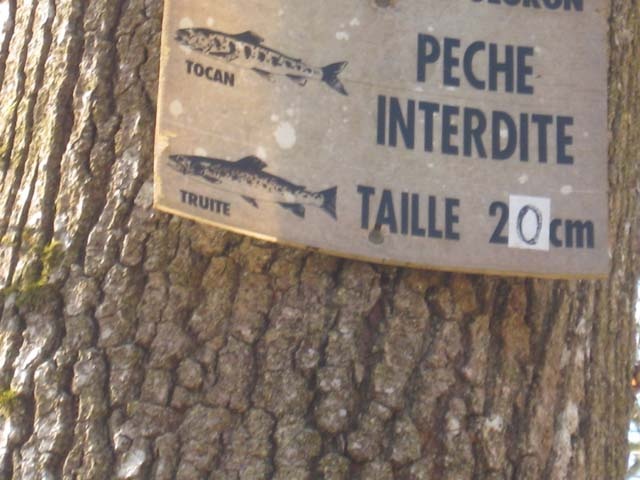 TOCAN
PECHE
INTERDITE
TRUITE
TAILLE 20cm